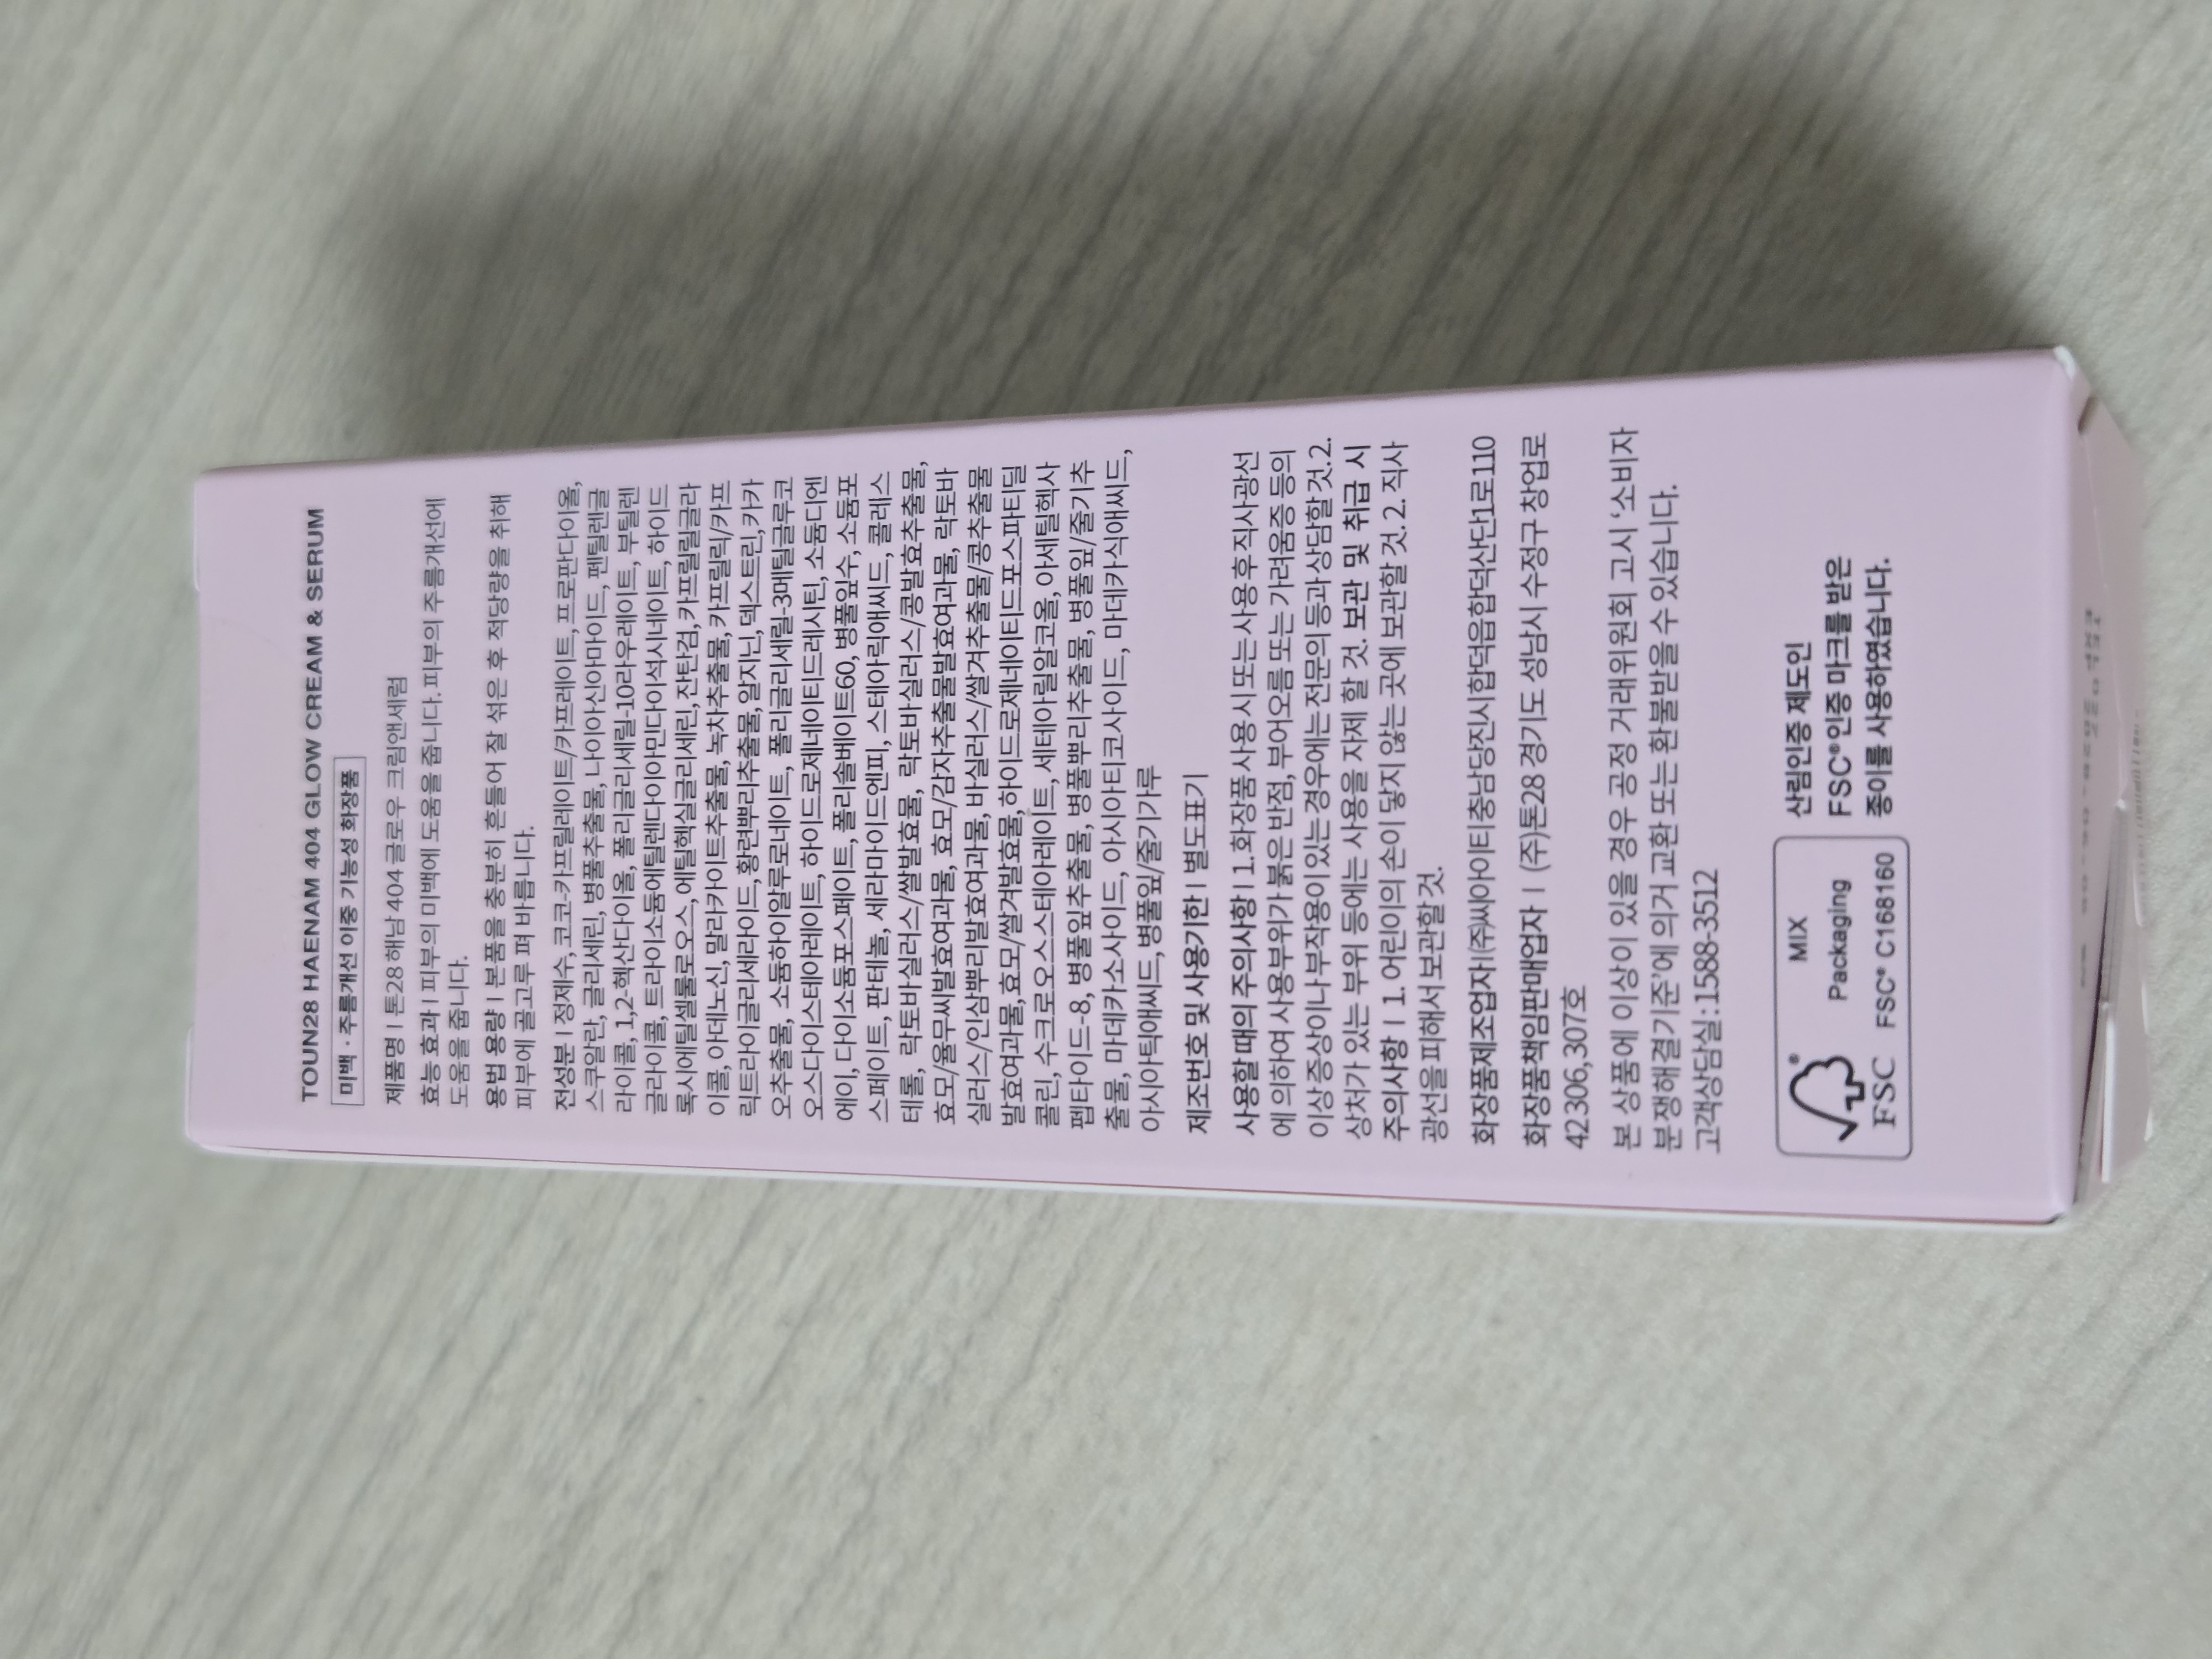 TOUN28 HAENAM 404 GLOW CREAM & SERUM
미백 · 주름개선 이중 기능성 화장품
제품명 | 톤28 해남 404 글로우 크림앤세럼
효능 효과 | 피부의 미백에 도움을 줍니다. 피부의 주름개선에
도움을 줍니다.
용법 용량 | 본품을 충분히 흔들어 잘 섞은 후 적당량을 취해
피부에 골고루 펴 바릅니다.
전성분 | 정제수, 코코-카프릴레이트/카프레이트, 프로판다이올,
스쿠알란, 글리세린, 병풀추출물, 나이아신아마이드, 펜틸렌글
라이콜, 1,2-헥산다이올, 폴리글리세릴-10라우레이트, 부틸렌
글라이콜, 트라이소듐에틸렌다이아민다이석시네이트, 하이드
록시에틸셀룰로오스, 에틸헥실글리세린, 잔탄검, 카프릴릴글라
이콜, 아데노신, 말라카이트추출물, 녹차추출물, 카프릴릭/카프
릭트라이글리세라이드, 황련뿌리추출물, 알지닌, 덱스트린, 카카
오추출물, 소듐하이알루로네이트, 폴리글리세릴-3메틸글루코
오스다이스테아레이트, 하이드로제네이티드레시틴, 소듐디엔
에이, 다이소듐포스페이트, 폴리솔베이트60, 병풀잎수, 소듐포
스페이트, 판테놀, 세라마이드엔피, 스테아릭애씨드, 콜레스
테롤, 락토바실러스/쌀발효물, 락토바실러스/콩발효추출물,
효모/율무씨발효여과물, 효모/감자추출물발효여과물, 락토바
실러스/인삼뿌리발효여과물, 바실러스/쌀겨추출물/콩추출물
발효여과물, 효모/쌀겨발효물, 하이드로제네이티드포스파티딜
콜린, 수크로오스스테아레이트, 세테아릴알코올, 아세틸헥사
펩타이드-8, 병풀잎추출물, 병풀뿌리추출물, 병풀잎/줄기추
출물, 마데카소사이드, 아시아티코사이드, 마데카식애씨드,
아시아틱애씨드, 병풀잎/줄기가루
제조번호 및 사용기한 | 별도표기 |
사용할 때의 주의사항 | 1.화장품 사용 시 또는 사용 후 직사광선
에 의하여 사용부위가 붉은 반점, 부어오름 또는 가려움증 등의
이상 증상이나 부작용이 있는 경우에는 전문의 등과 상담할 것. 2.
상처가 있는 부위 등에는 사용을 자제 할 것. 보관 및 취급 시
주의사항 | 1. 어린이의 손이 닿지 않는 곳에 보관할 것. 2. 직사
광선을 피해서 보관할 것.
화장품제조업자 | (주)씨아이티 충남 당진시 합덕읍 합덕산단1로 110
화장품책임판매업자 | (주)톤28 경기도 성남시 수정구 창업로
42 306,307호
본 상품에 이상이 있을 경우 공정 거래위원회 고시 '소비자
분쟁해결기준'에 의거 교환 또는 환불받을 수 있습니다.
고객상담실 : 1588-3512
FSC®
MIX
Packaging
FSC® C168160
산림인증 제도인
FSC®인증 마크를 받은
종이를 사용하였습니다.